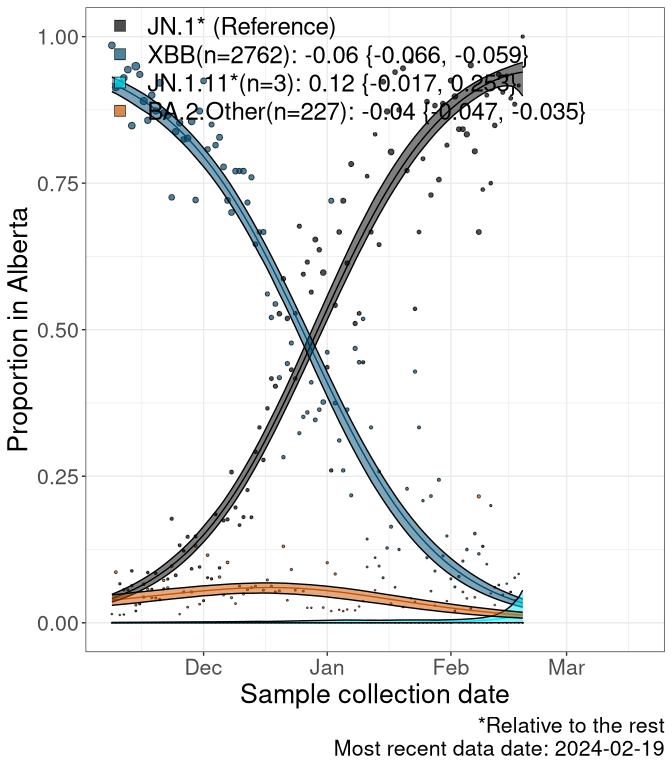 JN.1* (Reference)
XBB(n=2762): -0.06 {-0.066, -0.059}
JN.1.11*(n=3): 0.12 {-0.017, 0.253}
BA.2.Other(n=227): -0.04 {-0.047, -0.035}
1.00
0.75
0.50
0.25
0.00
Proportion in Alberta
Dec Jan Feb Mar
Sample collection date
*Relative to the rest
Most recent data date: 2024-02-19